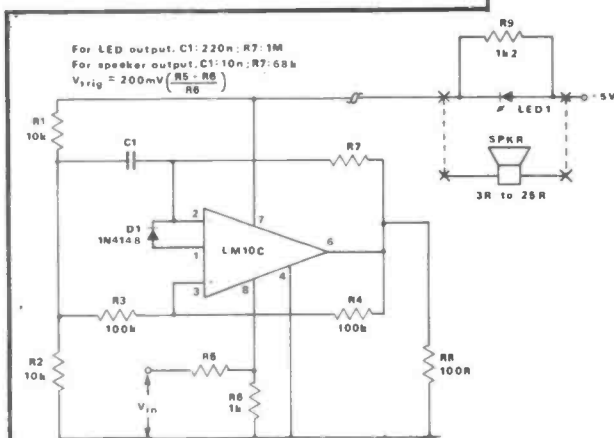 For LED output, C1:220n; R7:1M
For speaker output, C1:10n; R7:68k
Vtrig = 200mV (R5 - R6 / R6)
R9
1k2
LED1
-5V
SPKR
3R to 25R
R1
10k
C1
R7
D1
1N4148
2
1
3
7
LM10C
6
4
8
R3
100k
R4
100k
R2
10k
R5
Vin
R6
1k
R8
100R